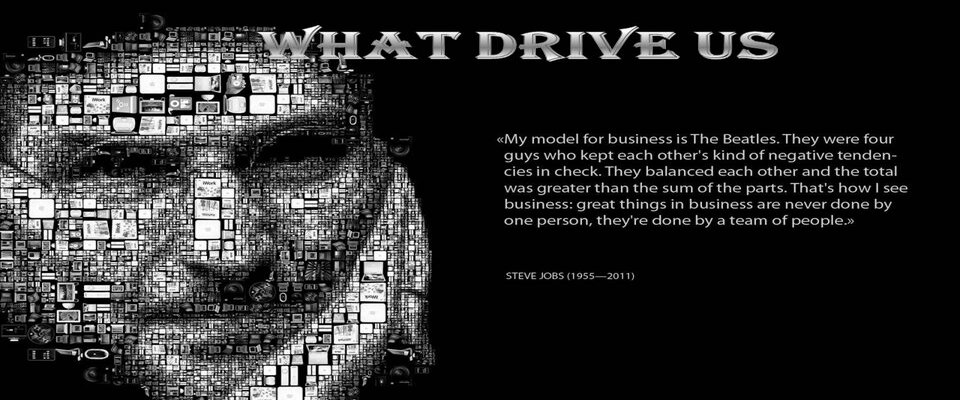 WHAT DRIVE US
«My model for business is The Beatles. They were four
guys who kept each other's kind of negative tenden-
cies in check. They balanced each other and the total
was greater than the sum of the parts. That's how I see
business: great things in business are never done by
one person, they're done by a team of people.»
STEVE JOBS (1955—2011)
iWork
iWork